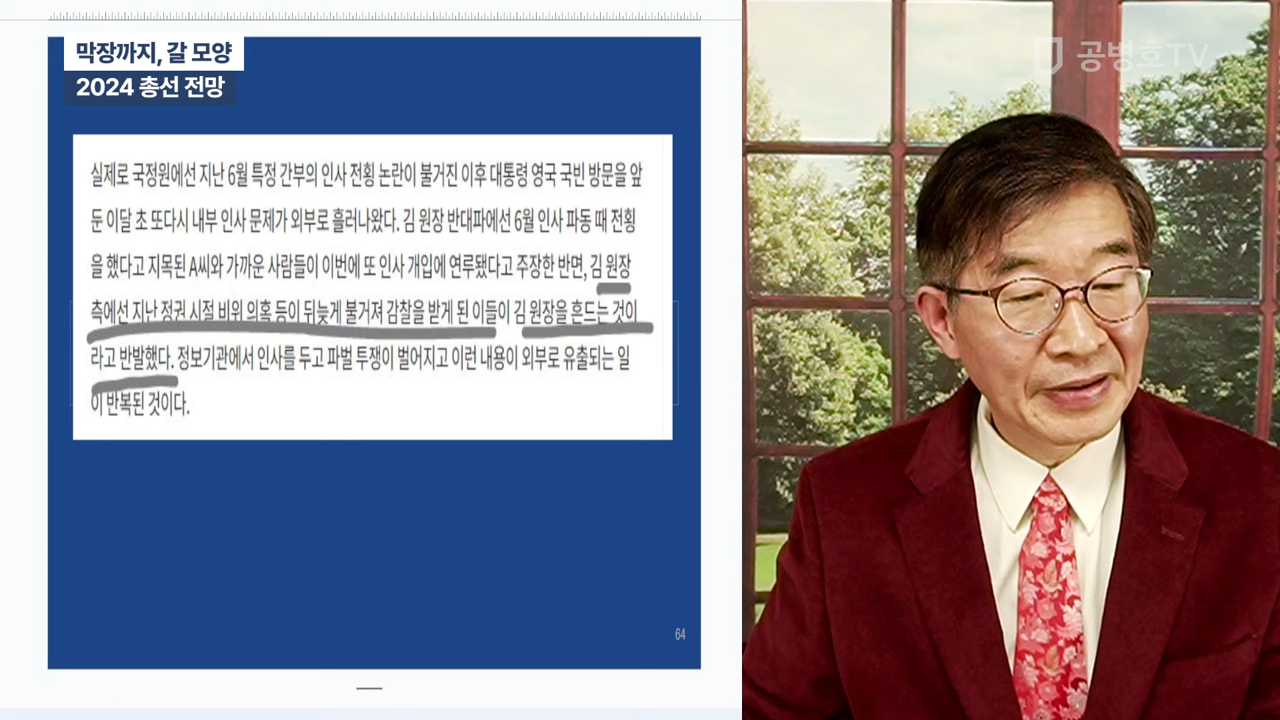 막장까지, 갈 모양
2024 총선 전망
공병호TV
실제로 국정원에선 지난 6월 특정 간부의 인사 전횡 논란이 불거진 이후 대통령 영국 국빈 방문을 앞
둔 이달 초 또다시 내부 인사 문제가 외부로 흘러나왔다. 김 원장 반대파에선 6월 인사 파동 때 전횡
을 했다고 지목된 A씨와 가까운 사람들이 이번에 또 인사 개입에 연루됐다고 주장한 반면, 김 원장
측에선 지난 정권 시절 비위 의혹 등이 뒤늦게 불거져 감찰을 받게 된 이들이 김 원장을 흔드는 것이
라고 반발했다. 정보기관에서 인사를 두고 파벌 투쟁이 벌어지고 이런 내용이 외부로 유출되는 일
이 반복된 것이다.
64